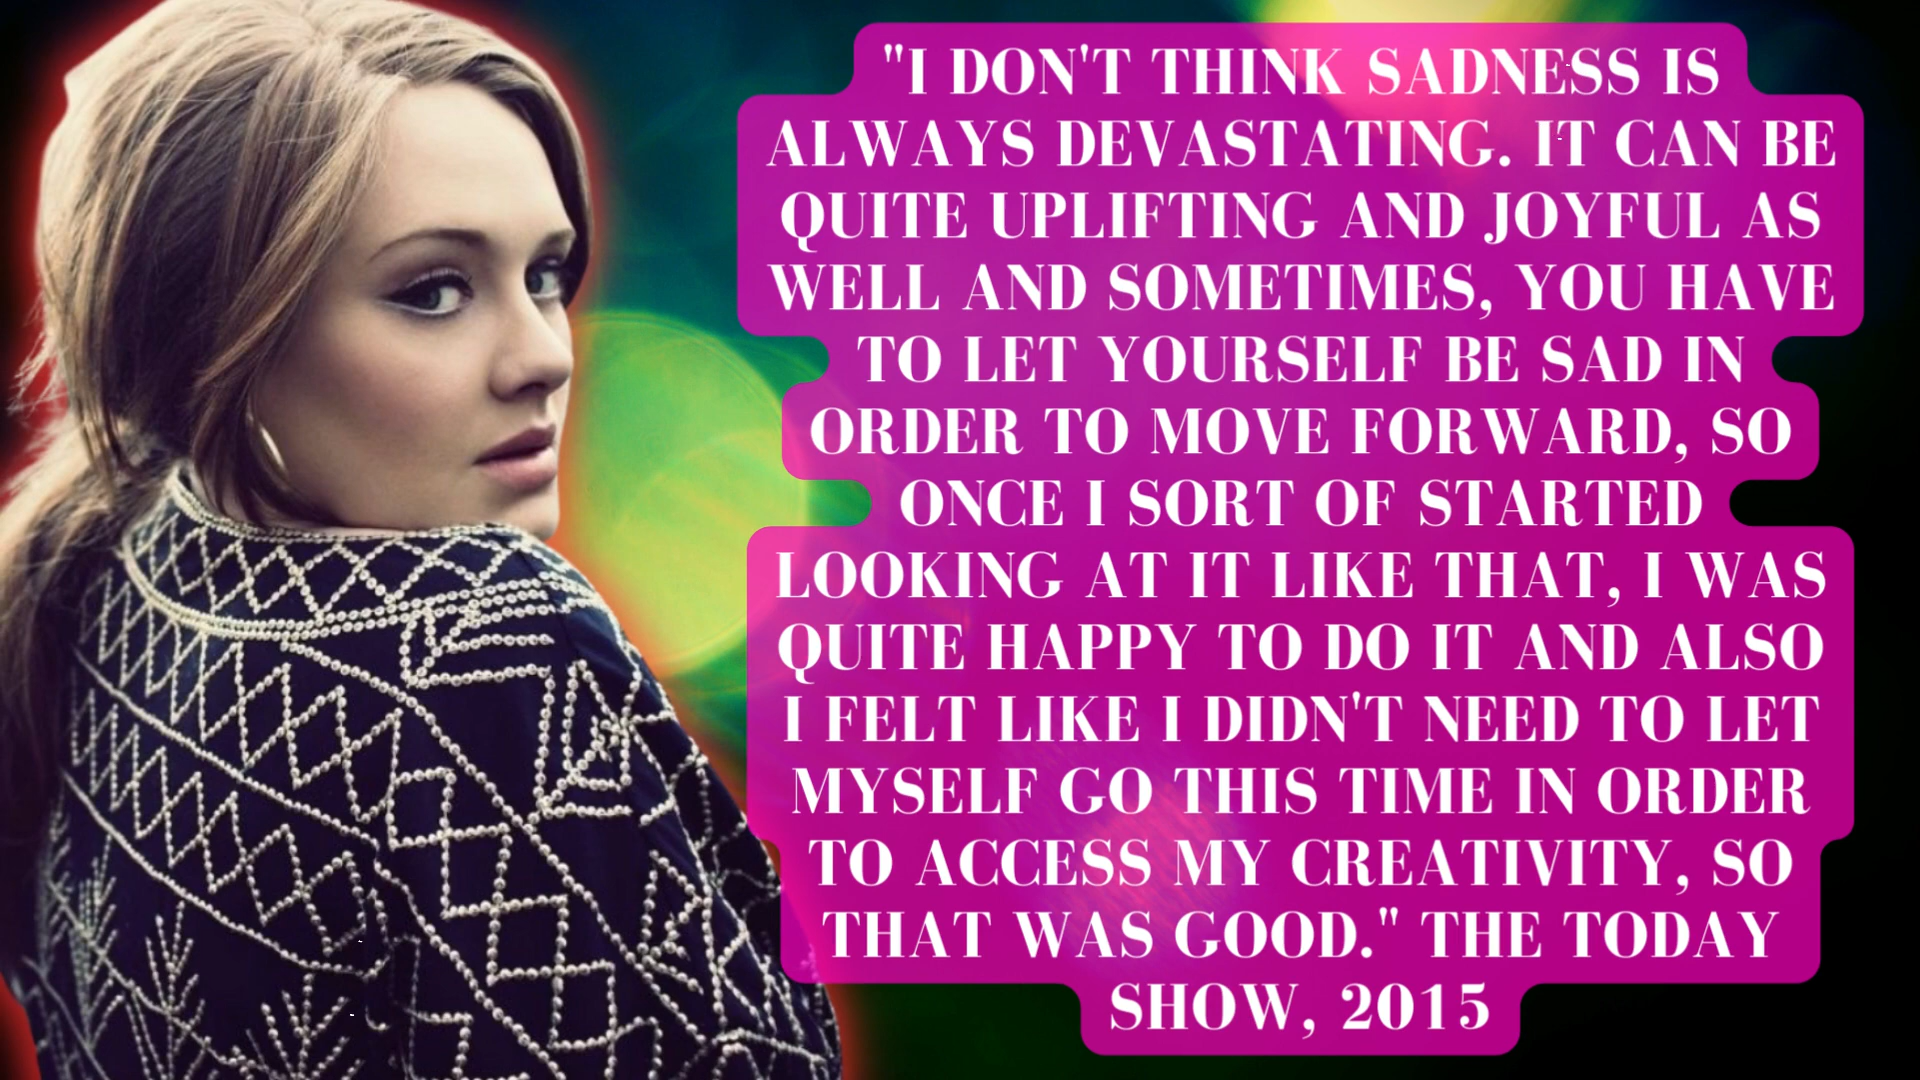 "I DON'T THINK SADNESS IS
ALWAYS DEVASTATING. IT CAN BE
QUITE UPLIFTING AND JOYFUL AS
WELL AND SOMETIMES, YOU HAVE
TO LET YOURSELF BE SAD IN
ORDER TO MOVE FORWARD, SO
ONCE I SORT OF STARTED
LOOKING AT IT LIKE THAT, I WAS
QUITE HAPPY TO DO IT AND ALSO
I FELT LIKE I DIDN'T NEED TO LET
MYSELF GO THIS TIME IN ORDER
TO ACCESS MY CREATIVITY, SO
THAT WAS GOOD." THE TODAY
SHOW, 2015